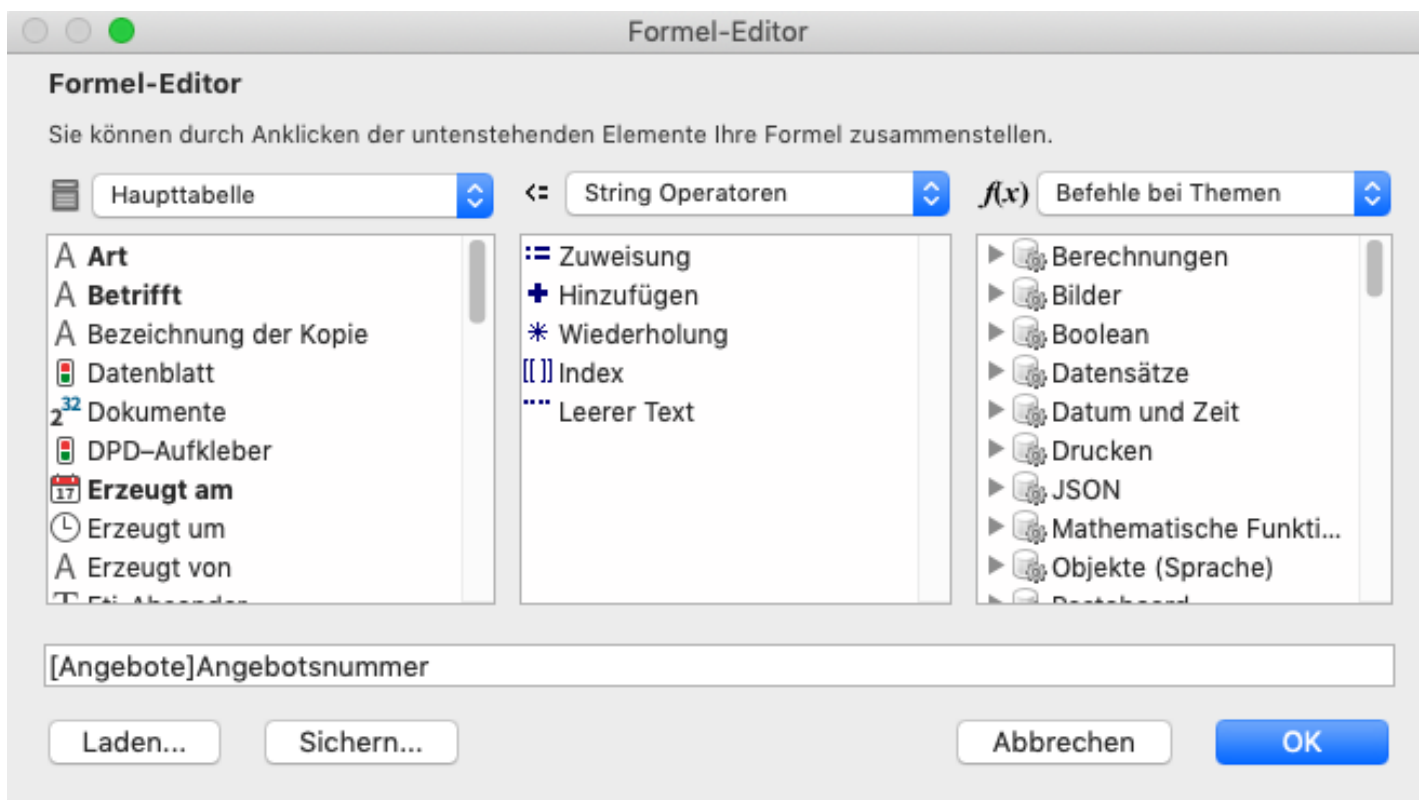 Formel-Editor
Formel-Editor
Sie können durch Anklicken der untenstehenden Elemente Ihre Formel zusammenstellen.
Haupttabelle
<= String Operatoren
f(x) Befehle bei Themen
A Art
A Betrifft
A Bezeichnung der Kopie
Datenblatt
2^32 Dokumente
DPD–Aufkleber
17 Erzeugt am
Erzeugt um
A Erzeugt von
:= Zuweisung
+ Hinzufügen
* Wiederholung
[[ ]] Index
"" Leerer Text
Berechnungen
Bilder
Boolean
Datensätze
Datum und Zeit
Drucken
JSON
Mathematische Funkti...
Objekte (Sprache)
[Angebote]Angebotsnummer
Laden...
Sichern...
Abbrechen
OK